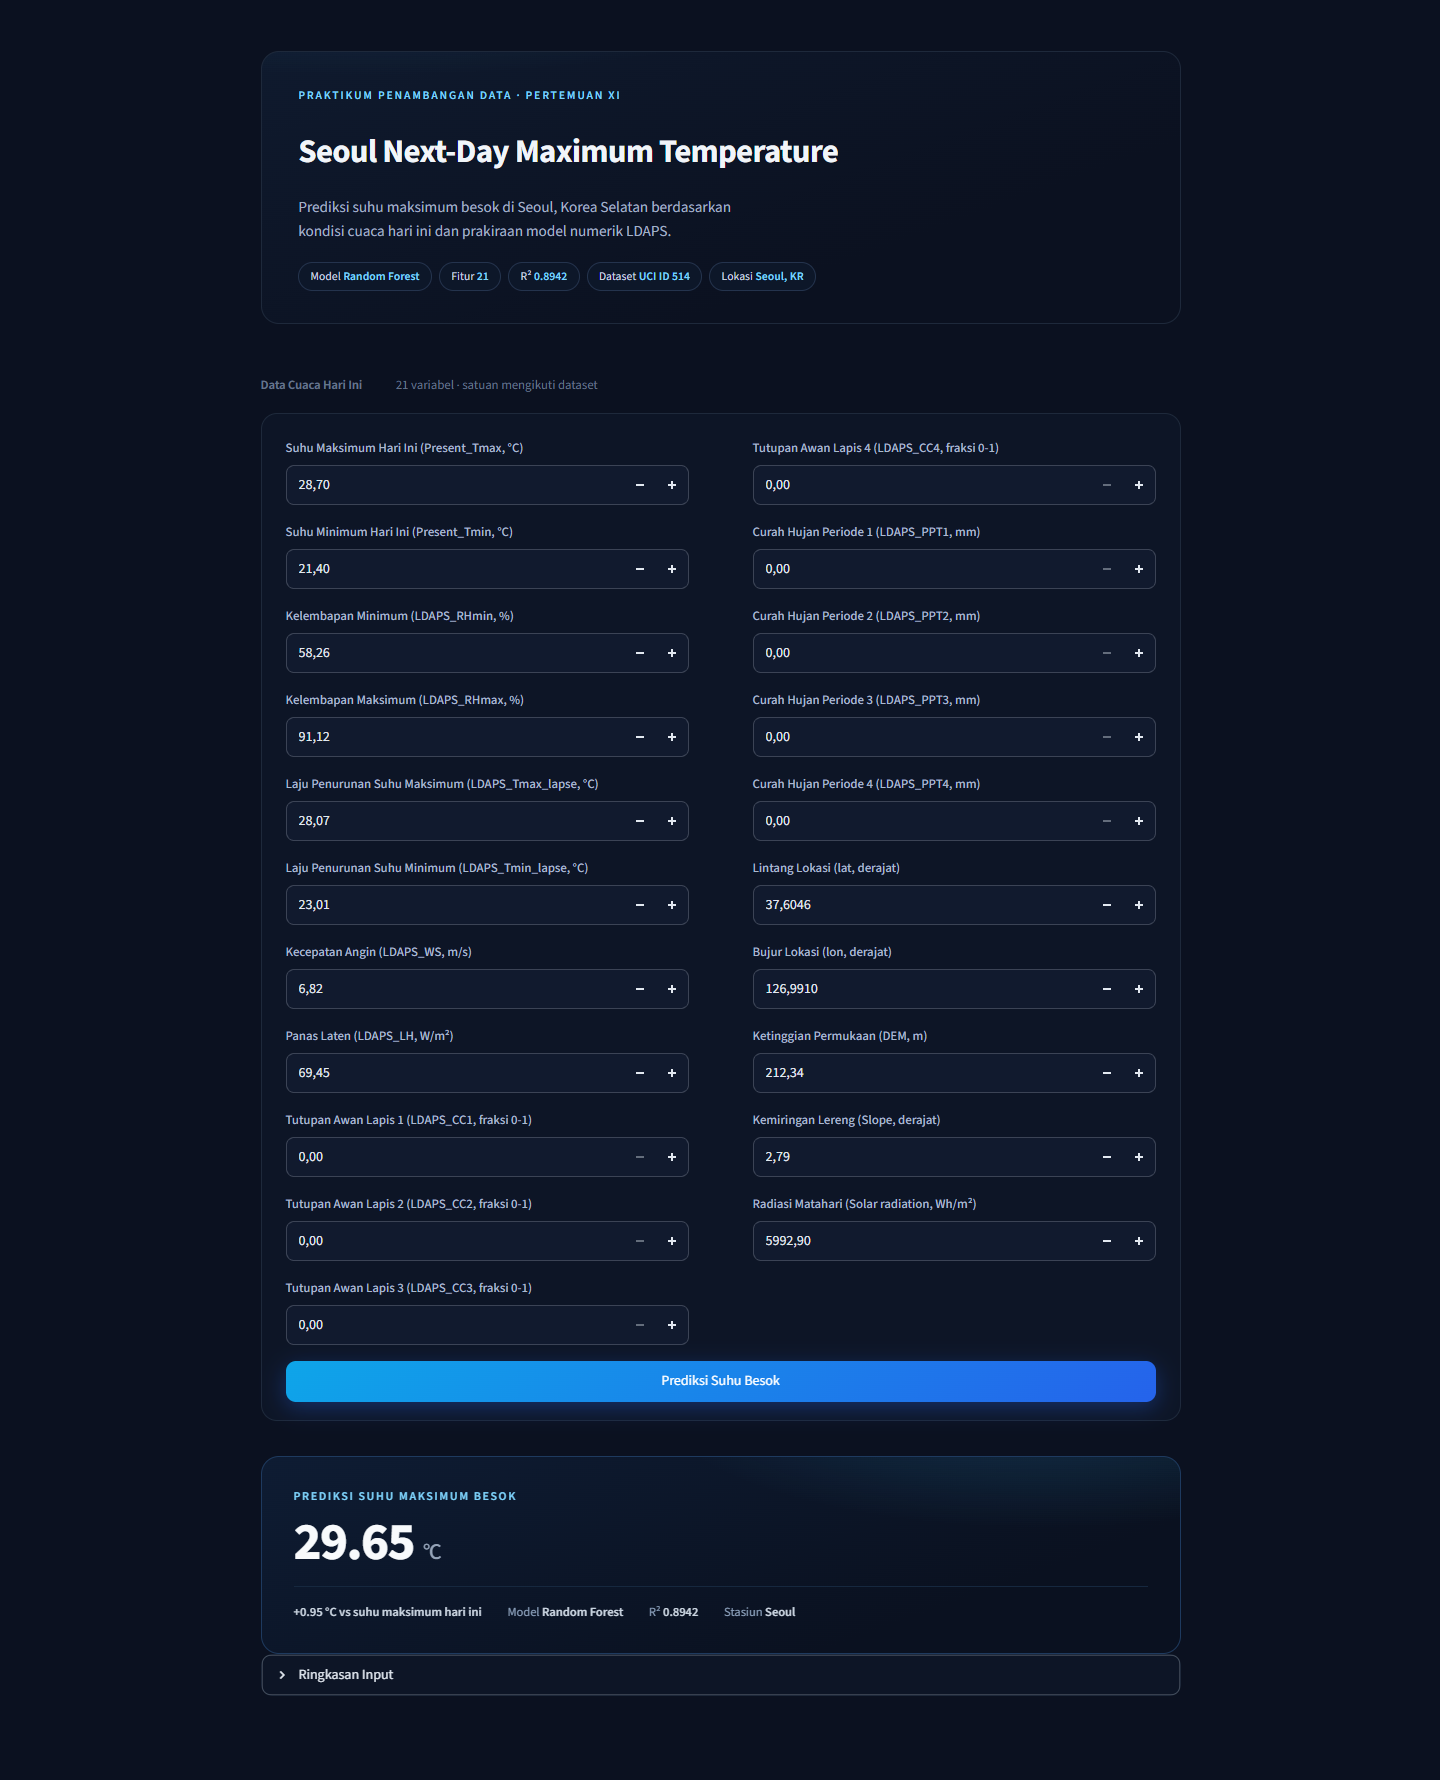 PRAKTIKUM PENAMBANGAN DATA · PERTEMUAN XI
Seoul Next-Day Maximum Temperature
Prediksi suhu maksimum besok di Seoul, Korea Selatan berdasarkan
kondisi cuaca hari ini dan prakiraan model numerik LDAPS.
Model Random Forest
Fitur 21
R² 0.8942
Dataset UCI ID 514
Lokasi Seoul, KR
Data Cuaca Hari Ini
21 variabel · satuan mengikuti dataset
Suhu Maksimum Hari Ini (Present_Tmax, °C)
28,70
Suhu Minimum Hari Ini (Present_Tmin, °C)
21,40
Kelembapan Minimum (LDAPS_RHmin, %)
58,26
Kelembapan Maksimum (LDAPS_RHmax, %)
91,12
Laju Penurunan Suhu Maksimum (LDAPS_Tmax_lapse, °C)
28,07
Laju Penurunan Suhu Minimum (LDAPS_Tmin_lapse, °C)
23,01
Kecepatan Angin (LDAPS_WS, m/s)
6,82
Panas Laten (LDAPS_LH, W/m²)
69,45
Tutupan Awan Lapis 1 (LDAPS_CC1, fraksi 0-1)
0,00
Tutupan Awan Lapis 2 (LDAPS_CC2, fraksi 0-1)
0,00
Tutupan Awan Lapis 3 (LDAPS_CC3, fraksi 0-1)
0,00
Tutupan Awan Lapis 4 (LDAPS_CC4, fraksi 0-1)
0,00
Curah Hujan Periode 1 (LDAPS_PPT1, mm)
0,00
Curah Hujan Periode 2 (LDAPS_PPT2, mm)
0,00
Curah Hujan Periode 3 (LDAPS_PPT3, mm)
0,00
Curah Hujan Periode 4 (LDAPS_PPT4, mm)
0,00
Lintang Lokasi (lat, derajat)
37,6046
Bujur Lokasi (lon, derajat)
126,9910
Ketinggian Permukaan (DEM, m)
212,34
Kemiringan Lereng (Slope, derajat)
2,79
Radiasi Matahari (Solar radiation, Wh/m²)
5992,90
Prediksi Suhu Besok
PREDIKSI SUHU MAKSIMUM BESOK
29.65 °C
+0.95 °C vs suhu maksimum hari ini
Model Random Forest
R² 0.8942
Stasiun Seoul
Ringkasan Input